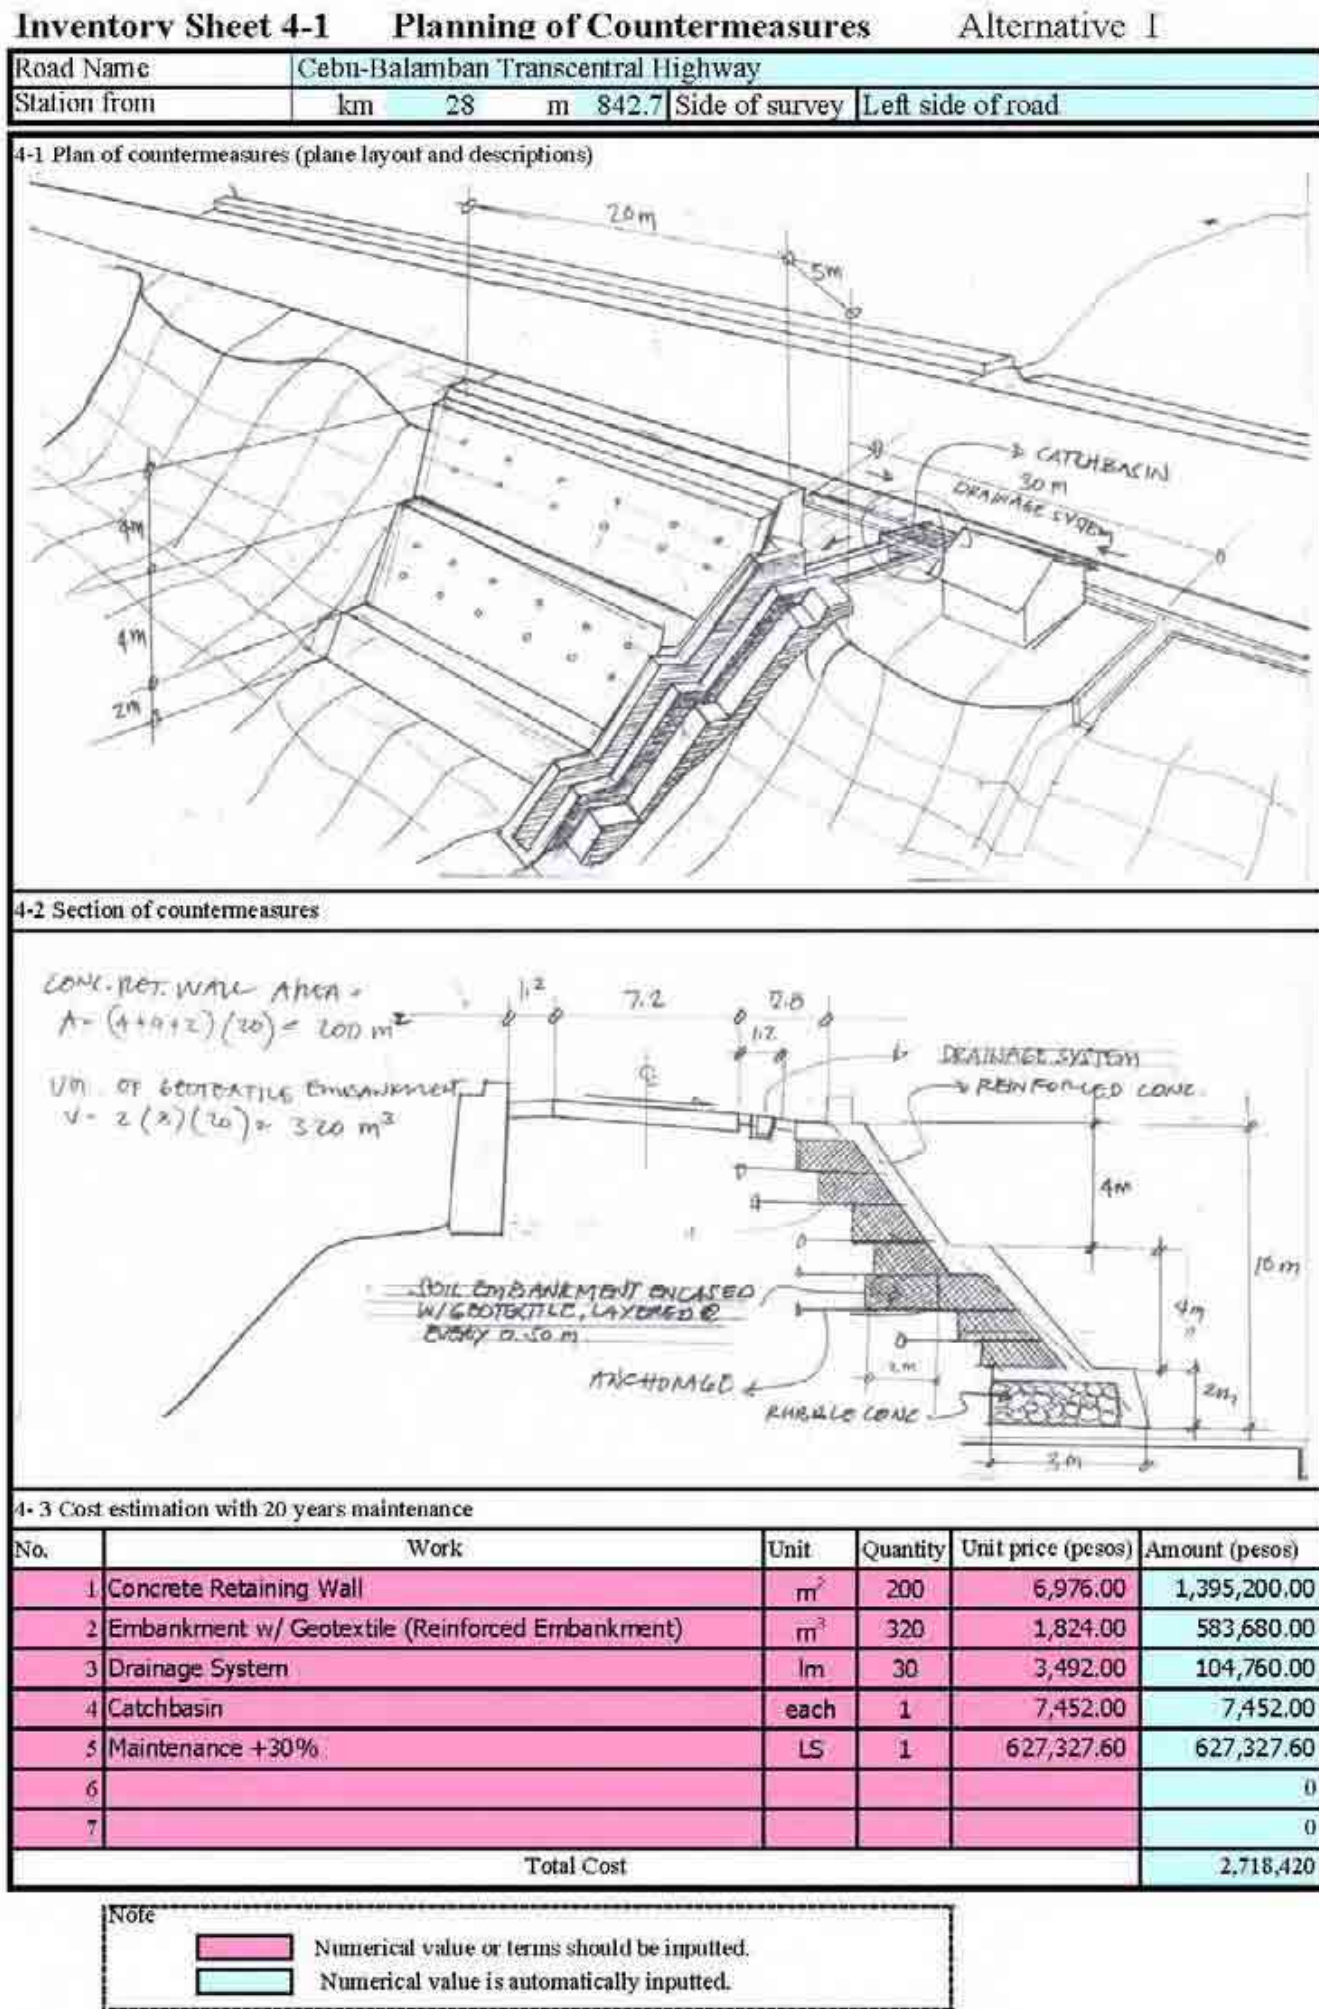 Inventory Sheet 4-1 Planning of Countermeasures Alternative I
Road Name Cebu-Balamban Transcentral Highway
Station from km 28 m 842.7 Side of survey Left side of road
4-1 Plan of countermeasures (plane layout and descriptions)
20m
5m
CATCHBASIN
30 m
DRAINAGE SYSTEM
4m
4m
2m
4-2 Section of countermeasures
CONC. RET. WALL AREA =
A = (4+4+2)(20) = 200 m²
1.2 7.2 1.2
OF GEOTEXTILE EMBANKMENT
V = 2(8)(20) = 320 m³
DRAINAGE SYSTEM
REINFORCED CONC.
4m
10m
4m
2m
SOIL EMBANKMENT ENCASED
W/ GEOTEXTILE, LAYERED @
EVERY 0.50 m
2m
ANCHORAGE
RUBBLE CONC
3m
4- 3 Cost estimation with 20 years maintenance
No. Work Unit Quantity Unit price (pesos) Amount (pesos)
1 Concrete Retaining Wall m² 200 6,976.00 1,395,200.00
2 Embankment w/ Geotextile (Reinforced Embankment) m³ 320 1,824.00 583,680.00
3 Drainage System lm 30 3,492.00 104,760.00
4 Catchbasin each 1 7,452.00 7,452.00
5 Maintenance +30% LS 1 627,327.60 627,327.60
6 0
7 0
Total Cost 2,718,420
Note
Numerical value or terms should be inputted.
Numerical value is automatically inputted.